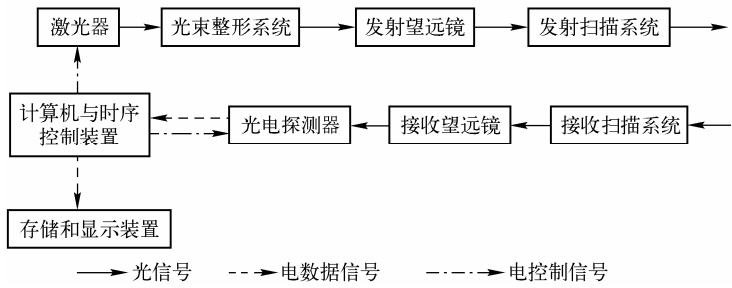 激光器
光束整形系统
发射望远镜
发射扫描系统
计算机与时序
控制装置
光电探测器
接收望远镜
接收扫描系统
存储和显示装置
光信号
电数据信号
电控制信号